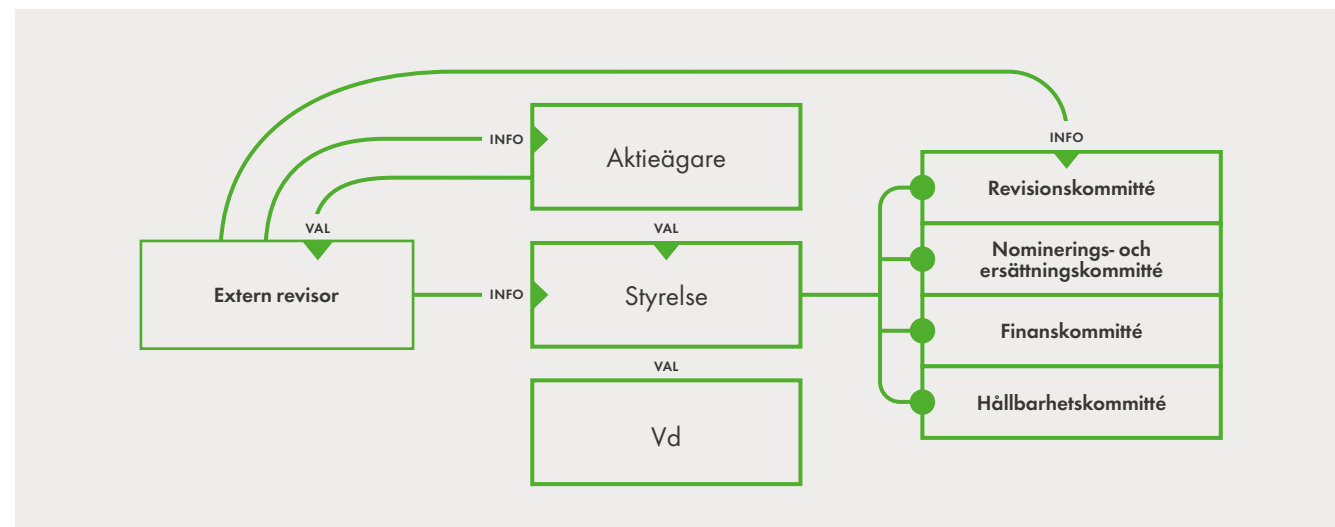 INFO
Aktieägare
INFO
Revisionskommitté
VAL
VAL
Nominerings- och
ersättningskommitté
Extern revisor
INFO
Styrelse
Finanskommitté
VAL
Hållbarhetskommitté
Vd